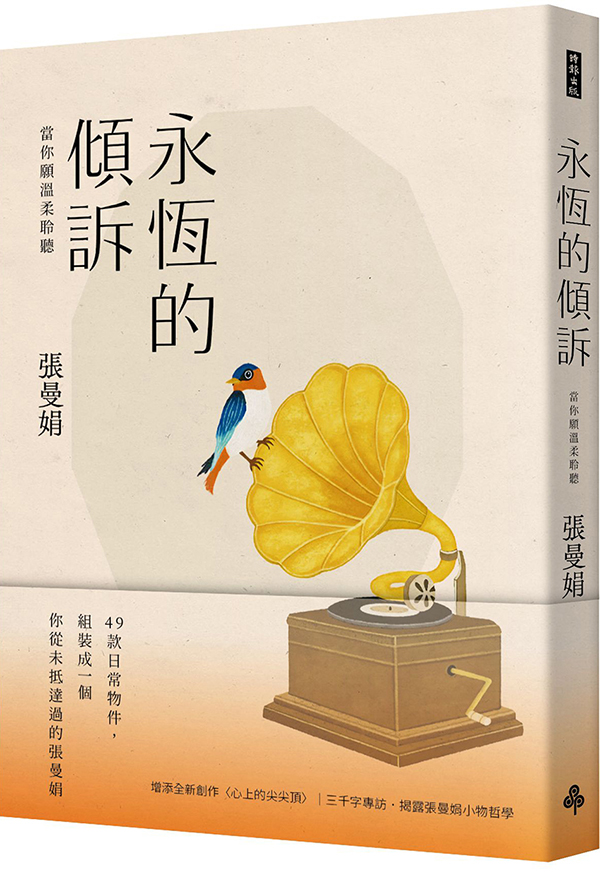 永恆的
傾訴
當你願溫柔聆聽
張曼娟
49款日常物件，
組裝成一個
你從未抵達過的張曼娟
增添全新創作〈心上的尖尖頂〉｜三千字專訪．揭露張曼娟小物哲學
時報出版
永恆的傾訴
當你願溫柔聆聽
張曼娟